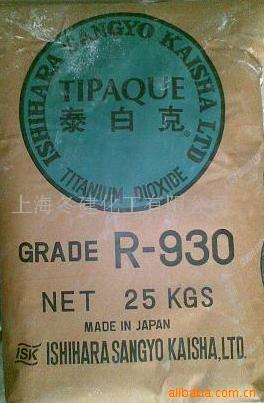 ISHIHARA SANGYO KAISHA LTD
TIPAQUE
泰白克®
TITANIUM DIOXIDE
上海冬建化工有限公司
GRADE R-930
NET 25 KGS
MADE IN JAPAN
ISK ISHIHARA SANGYO KAISHA, LTD.
alibaba.com.cn